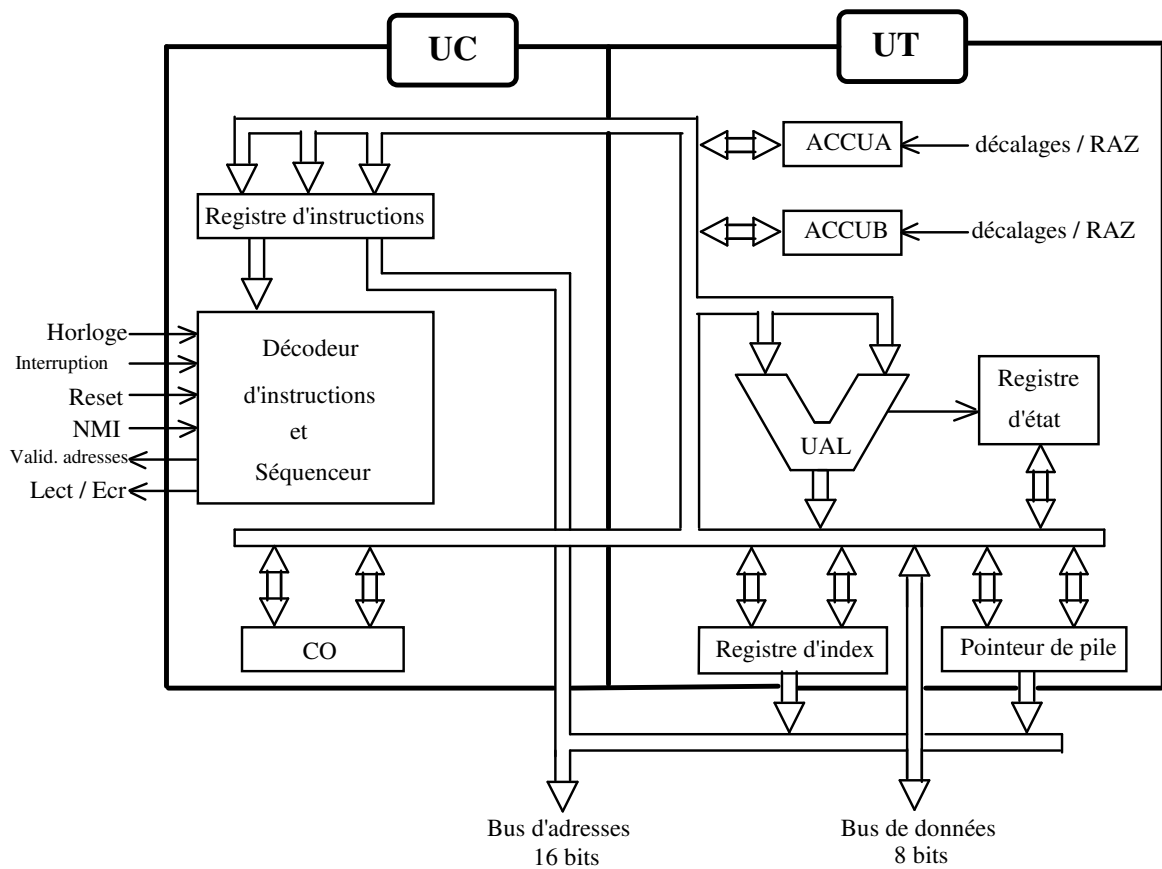 UC
UT
ACCUA
décalages / RAZ
Registre d'instructions
ACCUB
décalages / RAZ
Horloge
Interruption
Reset
NMI
Valid. adresses
Lect / Ecr
Décodeur
d'instructions
et
Séquenceur
UAL
Registre
d'état
CO
Registre d'index
Pointeur de pile
Bus d'adresses
16 bits
Bus de données
8 bits